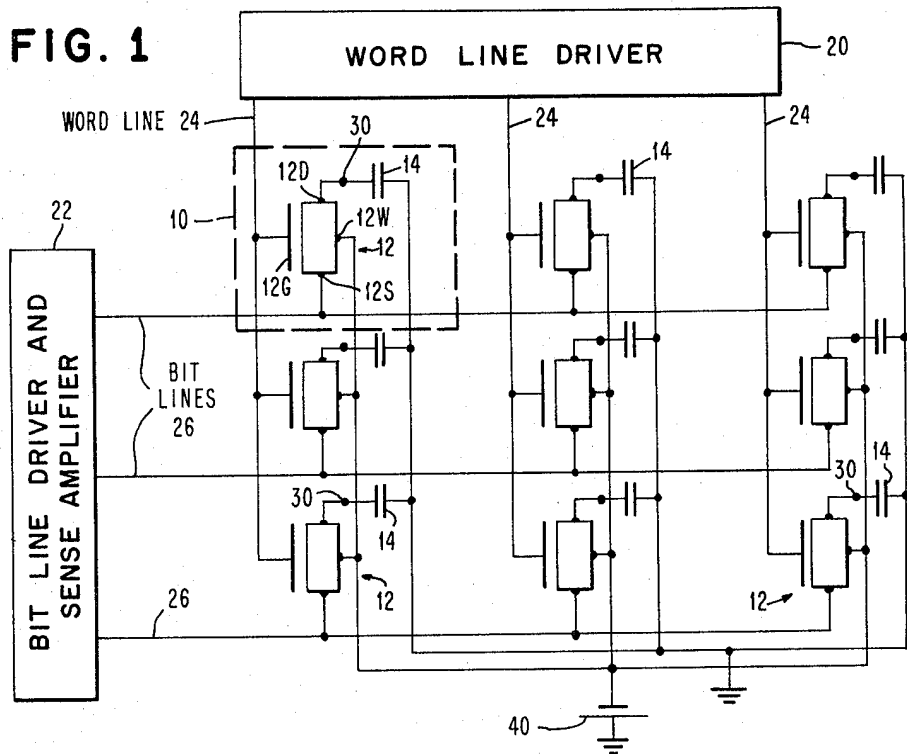 FIG. 1
WORD LINE DRIVER
20
WORD LINE 24
24
24
30
14
14
12D
10
12W
12
22
12G
12S
BIT LINE DRIVER AND
SENSE AMPLIFIER
BIT
LINES
26
30
14
30
14
12
12
26
40